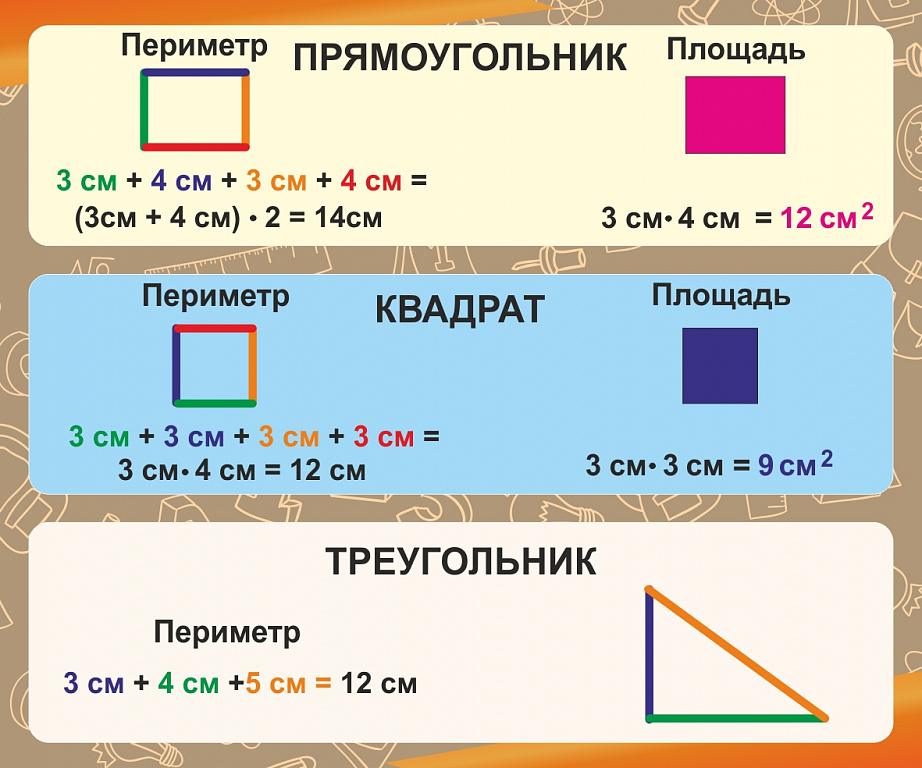 Периметр ПРЯМОУГОЛЬНИК Площадь
3 см + 4 см + 3 см + 4 см =
(3см + 4 см) • 2 = 14см
3 см• 4 см = 12 см²
Периметр КВАДРАТ Площадь
3 см + 3 см + 3 см + 3 см =
3 см• 4 см = 12 см
3 см• 3 см = 9 см²
ТРЕУГОЛЬНИК
Периметр
3 см + 4 см +5 см = 12 см